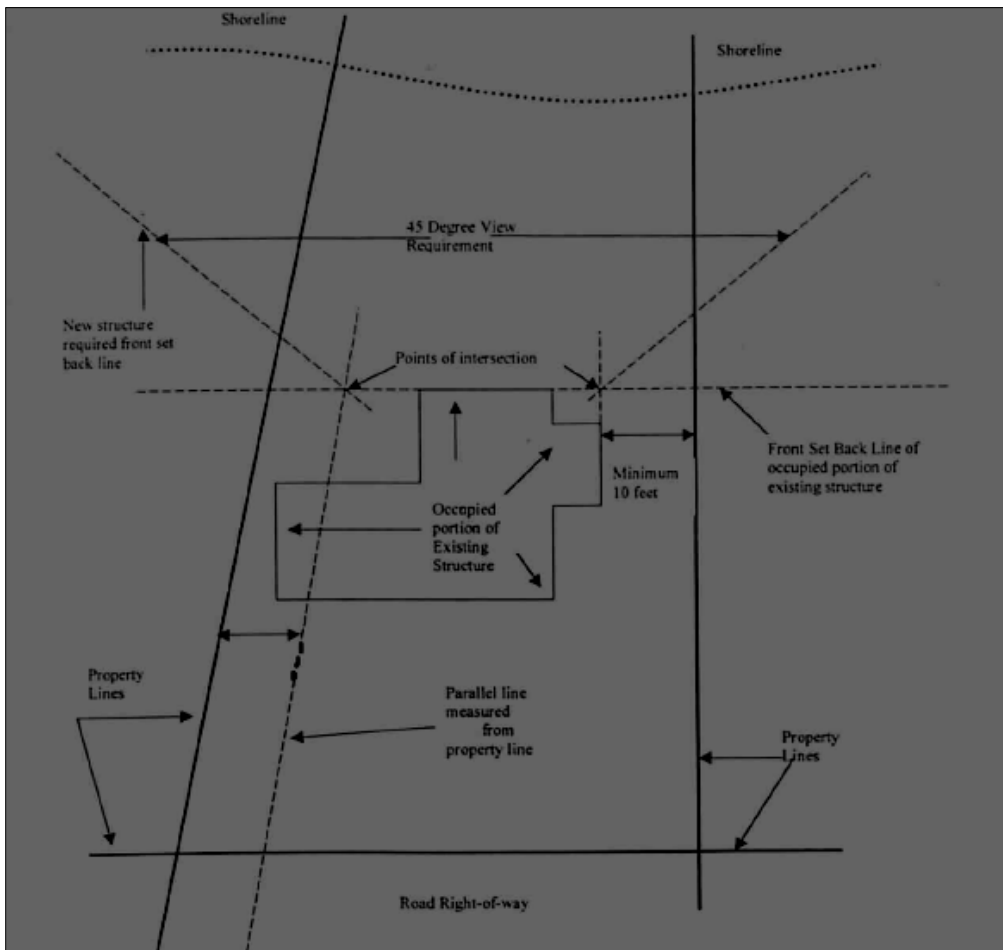 Shoreline
Shoreline
45 Degree View
Requirement
New structure
required front set
back line
Points of intersection
Front Set Back Line of
occupied portion of
existing structure
Minimum
10 feet
Occupied
portion of
Existing
Structure
Property
Lines
Parallel line
measured
from
property line
Property
Lines
Road Right-of-way